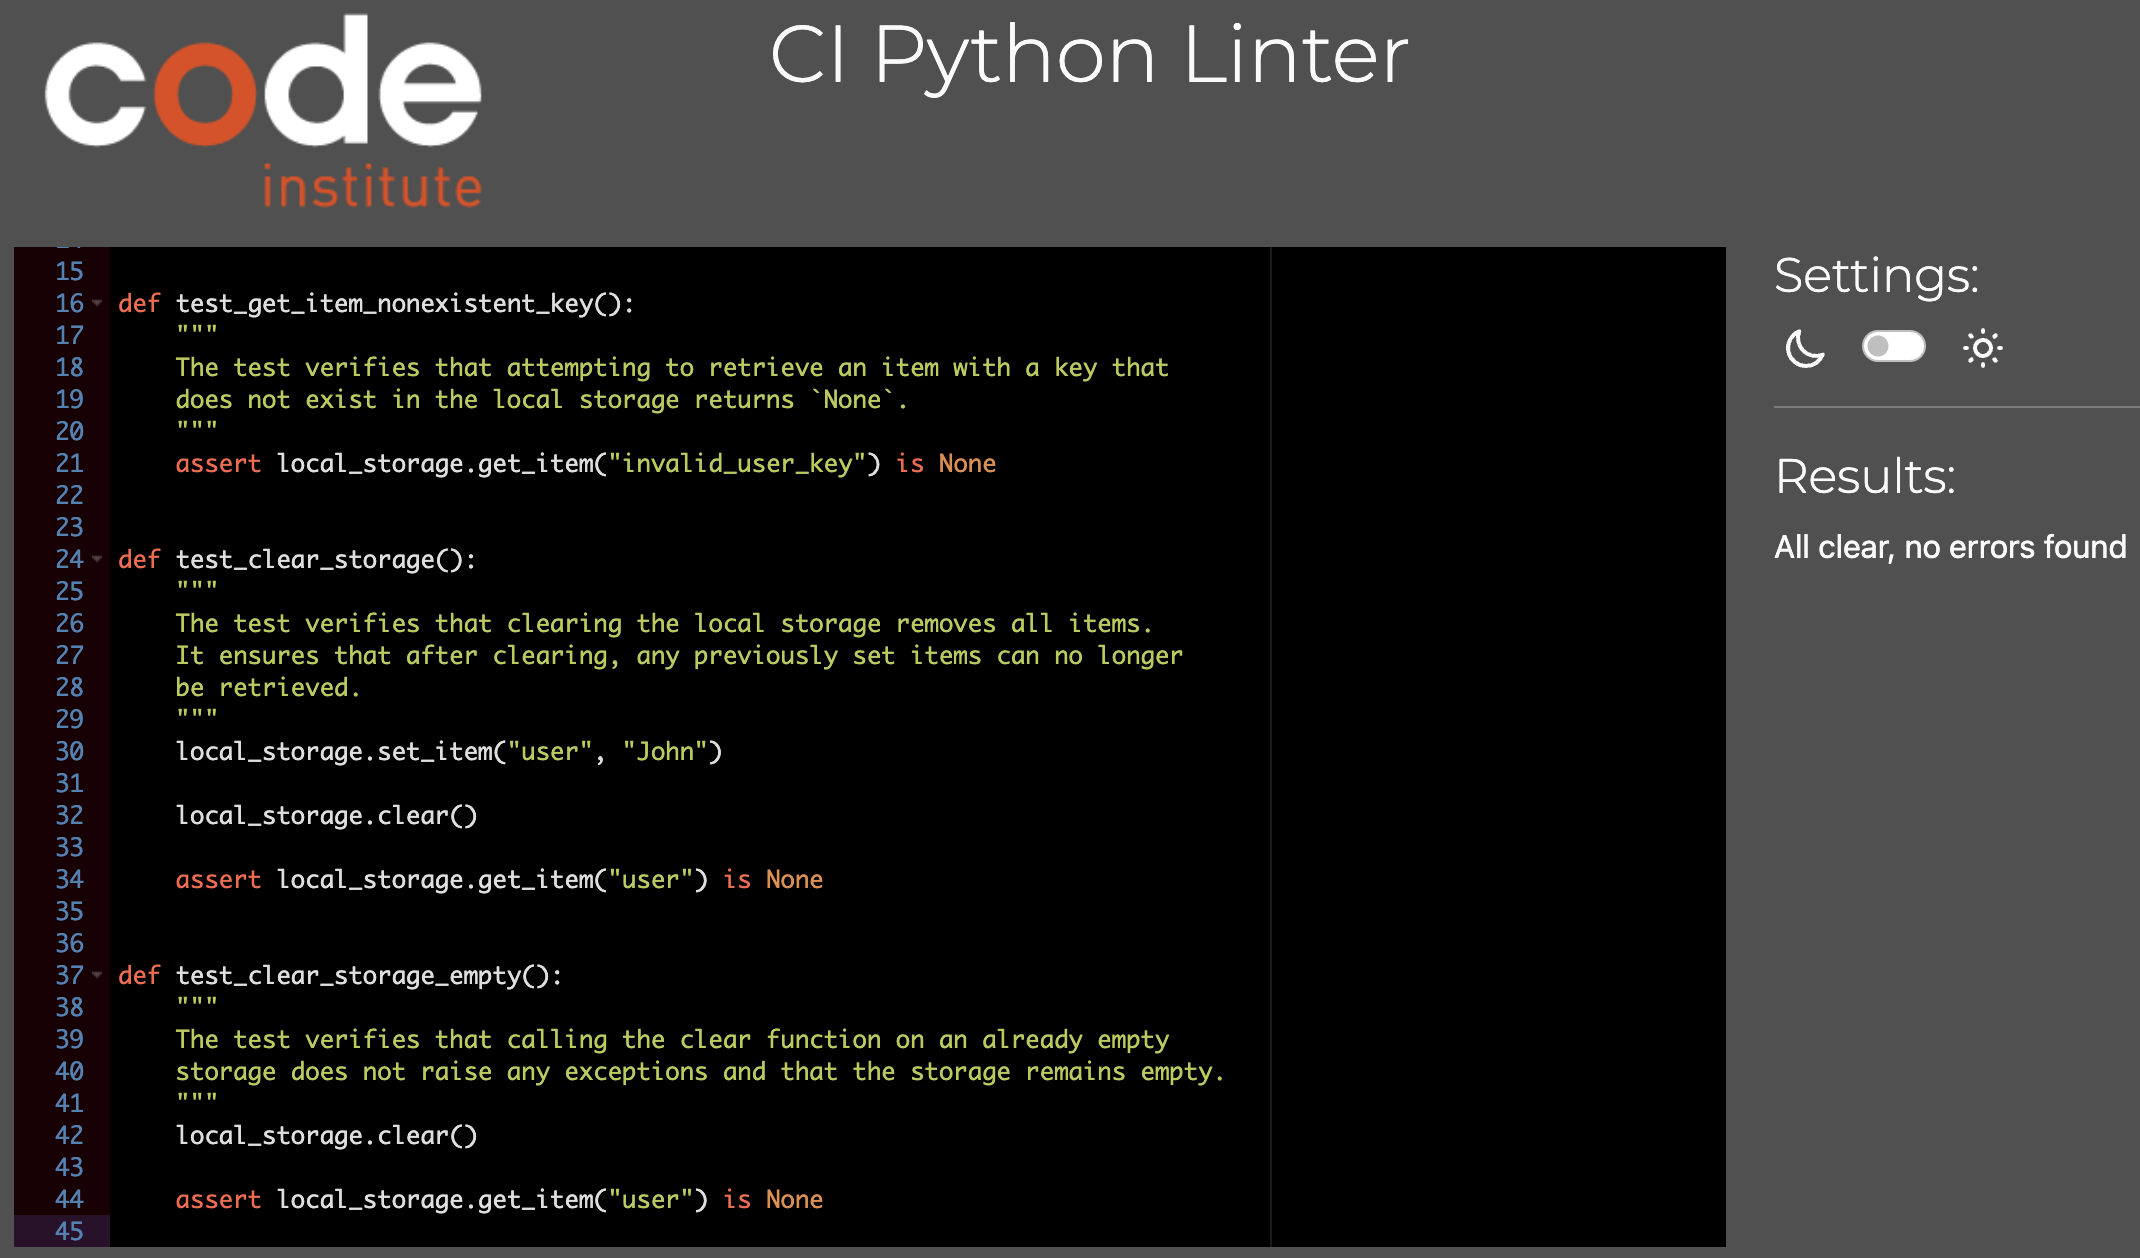 code
institute
CI Python Linter
15
16 def test_get_item_nonexistent_key():
17     """
18     The test verifies that attempting to retrieve an item with a key that
19     does not exist in the local storage returns `None`.
20     """
21     assert local_storage.get_item("invalid_user_key") is None
22
23
24 def test_clear_storage():
25     """
26     The test verifies that clearing the local storage removes all items.
27     It ensures that after clearing, any previously set items can no longer
28     be retrieved.
29     """
30     local_storage.set_item("user", "John")
31
32     local_storage.clear()
33
34     assert local_storage.get_item("user") is None
35
36
37 def test_clear_storage_empty():
38     """
39     The test verifies that calling the clear function on an already empty
40     storage does not raise any exceptions and that the storage remains empty.
41     """
42     local_storage.clear()
43
44     assert local_storage.get_item("user") is None
45
Settings:
Results:
All clear, no errors found